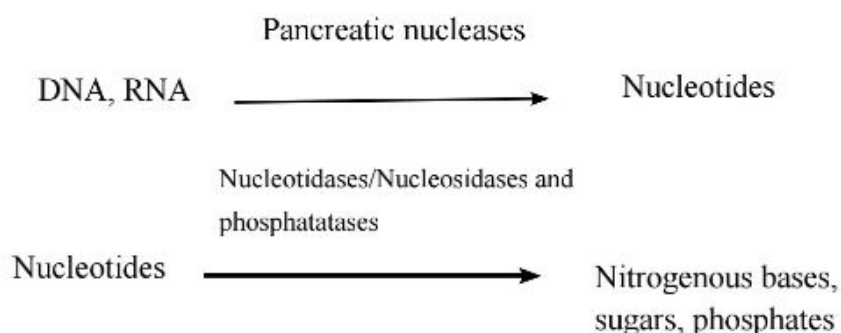 Pancreatic nucleases
DNA, RNA
Nucleotides
Nucleotidases/Nucleosidases and
phosphatatases
Nucleotides
Nitrogenous bases,
sugars, phosphates